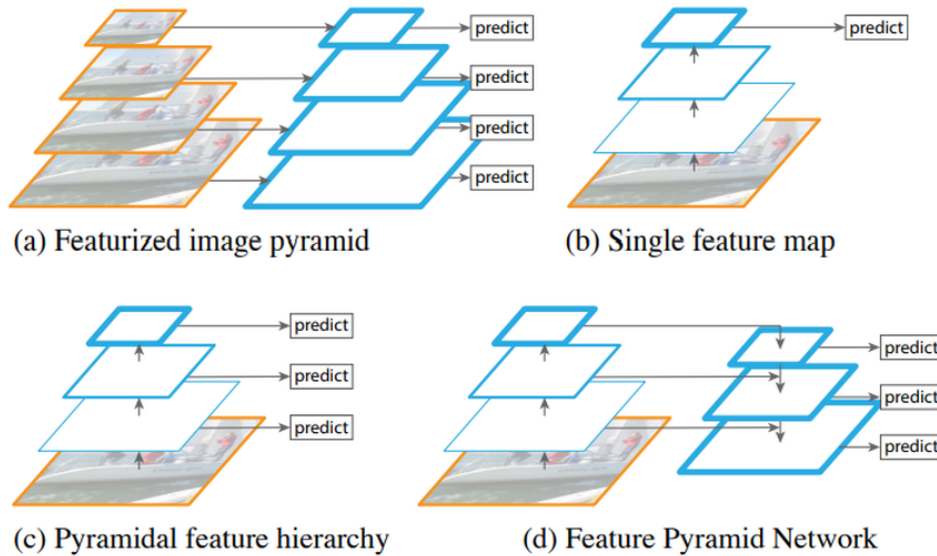 predict
predict
predict
predict
predict
(a) Featurized image pyramid
(b) Single feature map
predict
predict
predict
predict
predict
predict
(c) Pyramidal feature hierarchy
(d) Feature Pyramid Network